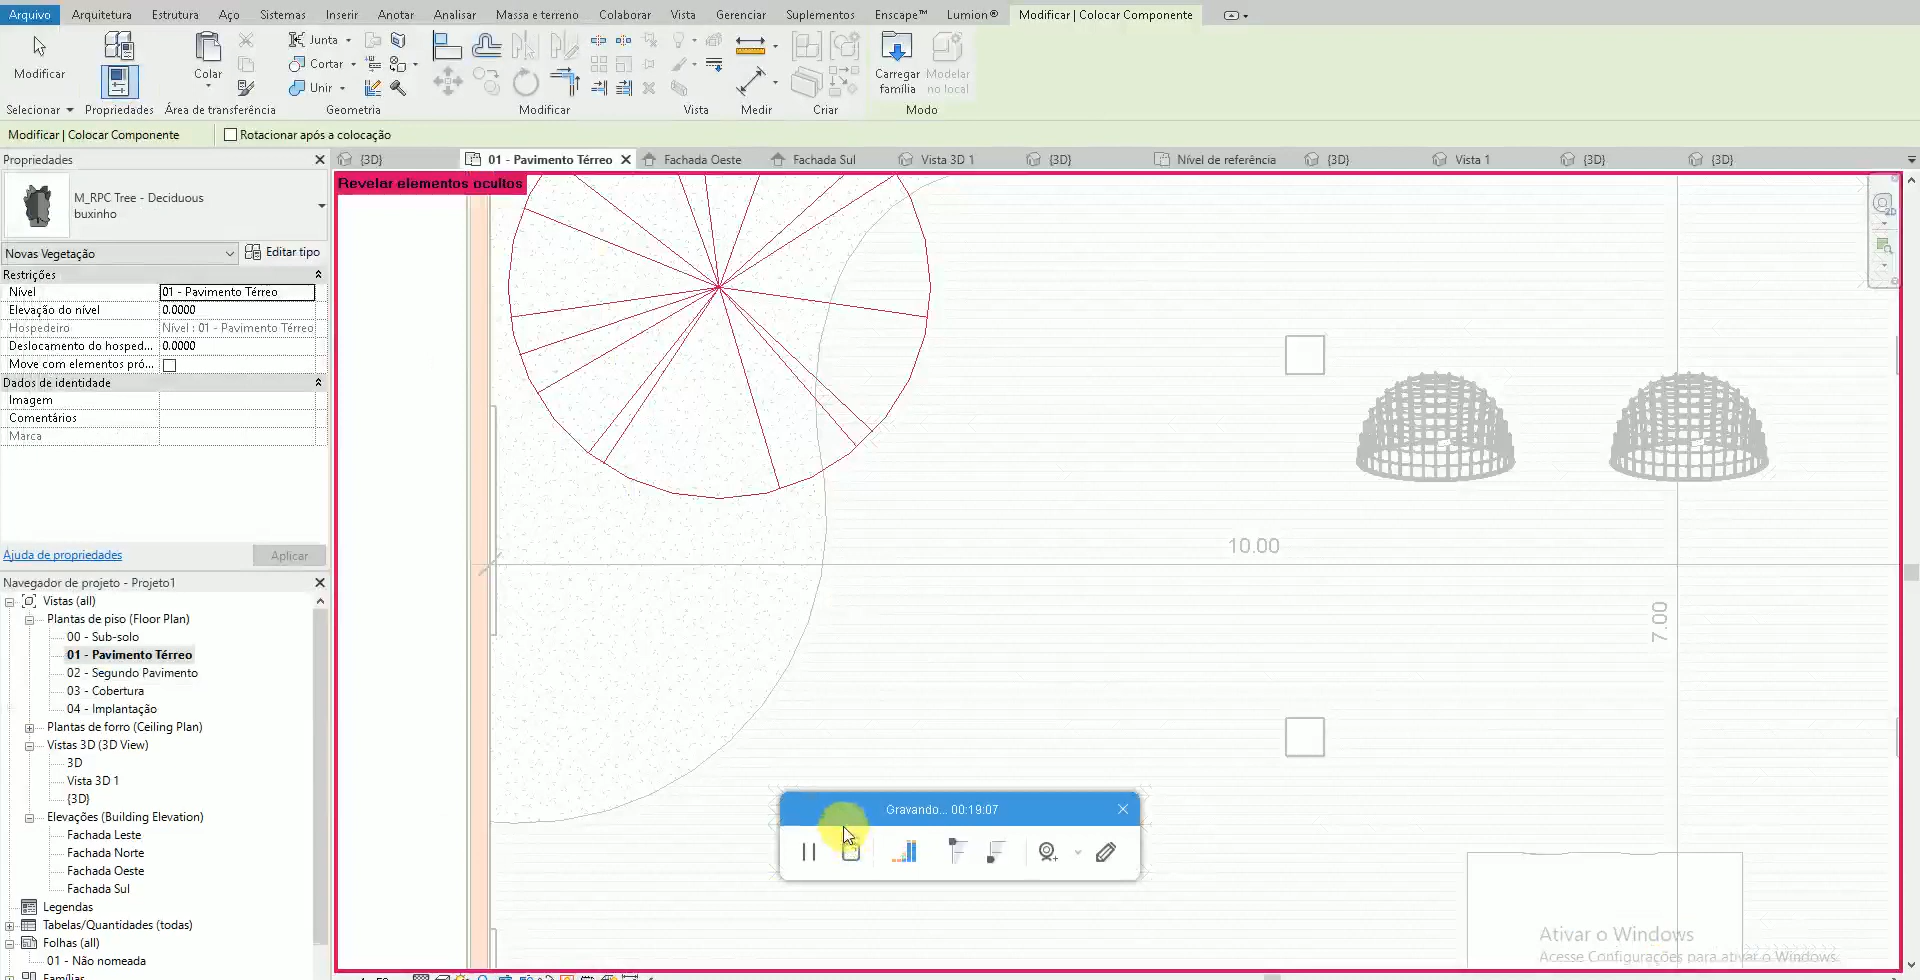 Arquivo Arquitetura Estrutura Aço Sistemas Inserir Anotar Analisar Massa e terreno Colaborar Vista Gerenciar Suplementos Enscape™ Lumion® Modificar | Colocar Componente
Modificar
Colar
Junta
Cortar
Unir
Carregar família
Modelar no local
Selecionar Propriedades Área de transferência Geometria Modificar Vista Medir Criar Modo
Modificar | Colocar Componente Rotacionar após a colocação
Propriedades
{3D} 01 - Pavimento Térreo Fachada Oeste Fachada Sul Vista 3D 1 {3D} Nível de referência {3D} Vista 1 {3D} {3D}
Revelar elementos ocultos
2D
M_RPC Tree - Deciduous
buxinho
Novas Vegetação Editar tipo
Restrições
Nível 01 - Pavimento Térreo
Elevação do nível 0.0000
Hospedeiro Nível : 01 - Pavimento Térreo
Deslocamento do hosped... 0.0000
Move com elementos pró...
Dados de identidade
Imagem
Comentários
Marca
Ajuda de propriedades Aplicar
10.00
7.00
Navegador de projeto - Projeto1
Vistas (all)
Plantas de piso (Floor Plan)
00 - Sub-solo
01 - Pavimento Térreo
02 - Segundo Pavimento
03 - Cobertura
04 - Implantação
Plantas de forro (Ceiling Plan)
Vistas 3D (3D View)
3D
Vista 3D 1
{3D}
Elevações (Building Elevation)
Fachada Leste
Fachada Norte
Fachada Oeste
Fachada Sul
Legendas
Tabelas/Quantidades (todas)
Folhas (all)
01 - Não nomeada
Famílias
Gravando... 00:19:07
Ativar o Windows
Acesse Configurações para ativar o Windows.